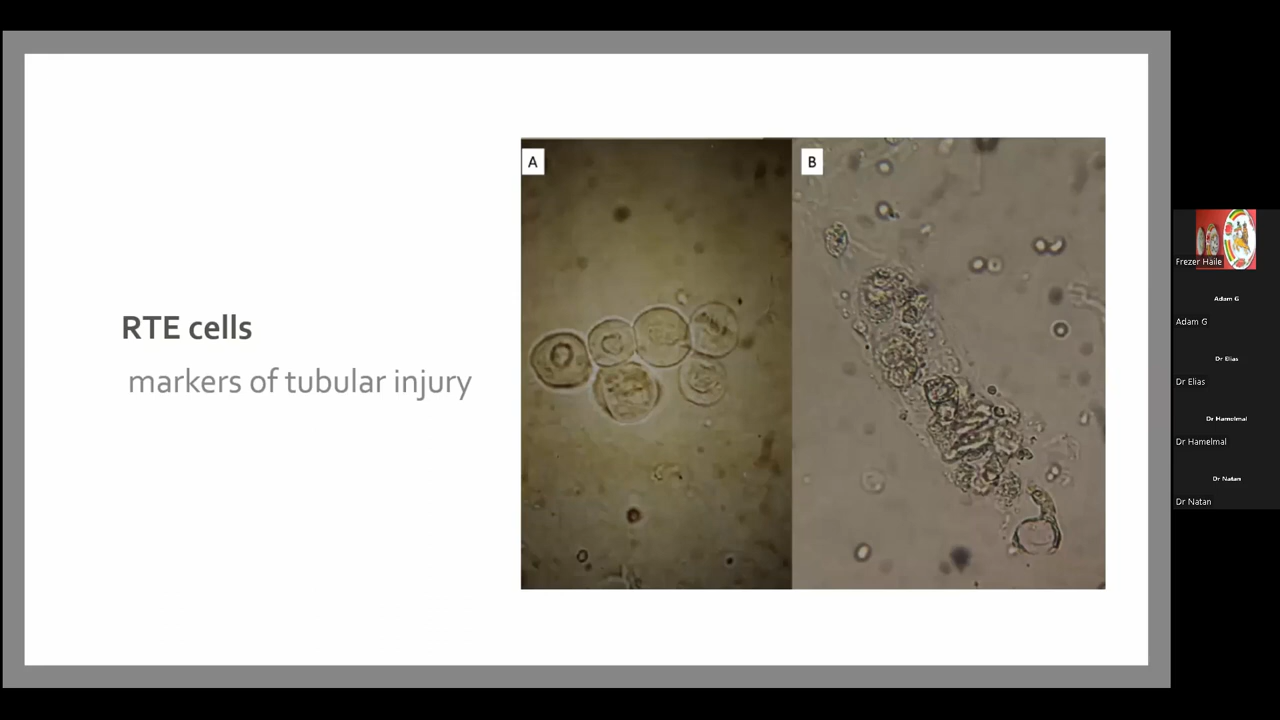 RTE cells
markers of tubular injury
A
B
Frezer Haile
Adam G
Adam G
Dr Elias
Dr Elias
Dr Hamelmal
Dr Hamelmal
Dr Natan
Dr Natan